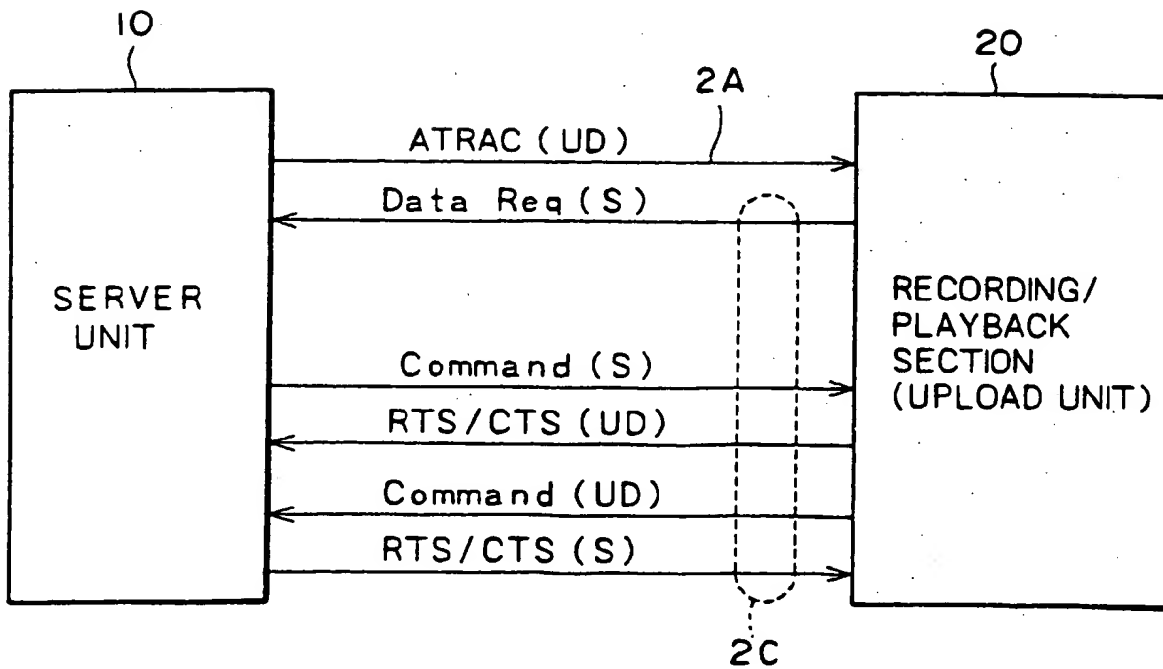 10
20
2A
ATRAC (UD)
Data Req (S)
SERVER
UNIT
RECORDING/
PLAYBACK
SECTION
(UPLOAD UNIT)
Command (S)
RTS/CTS (UD)
Command (UD)
RTS/CTS (S)
2C